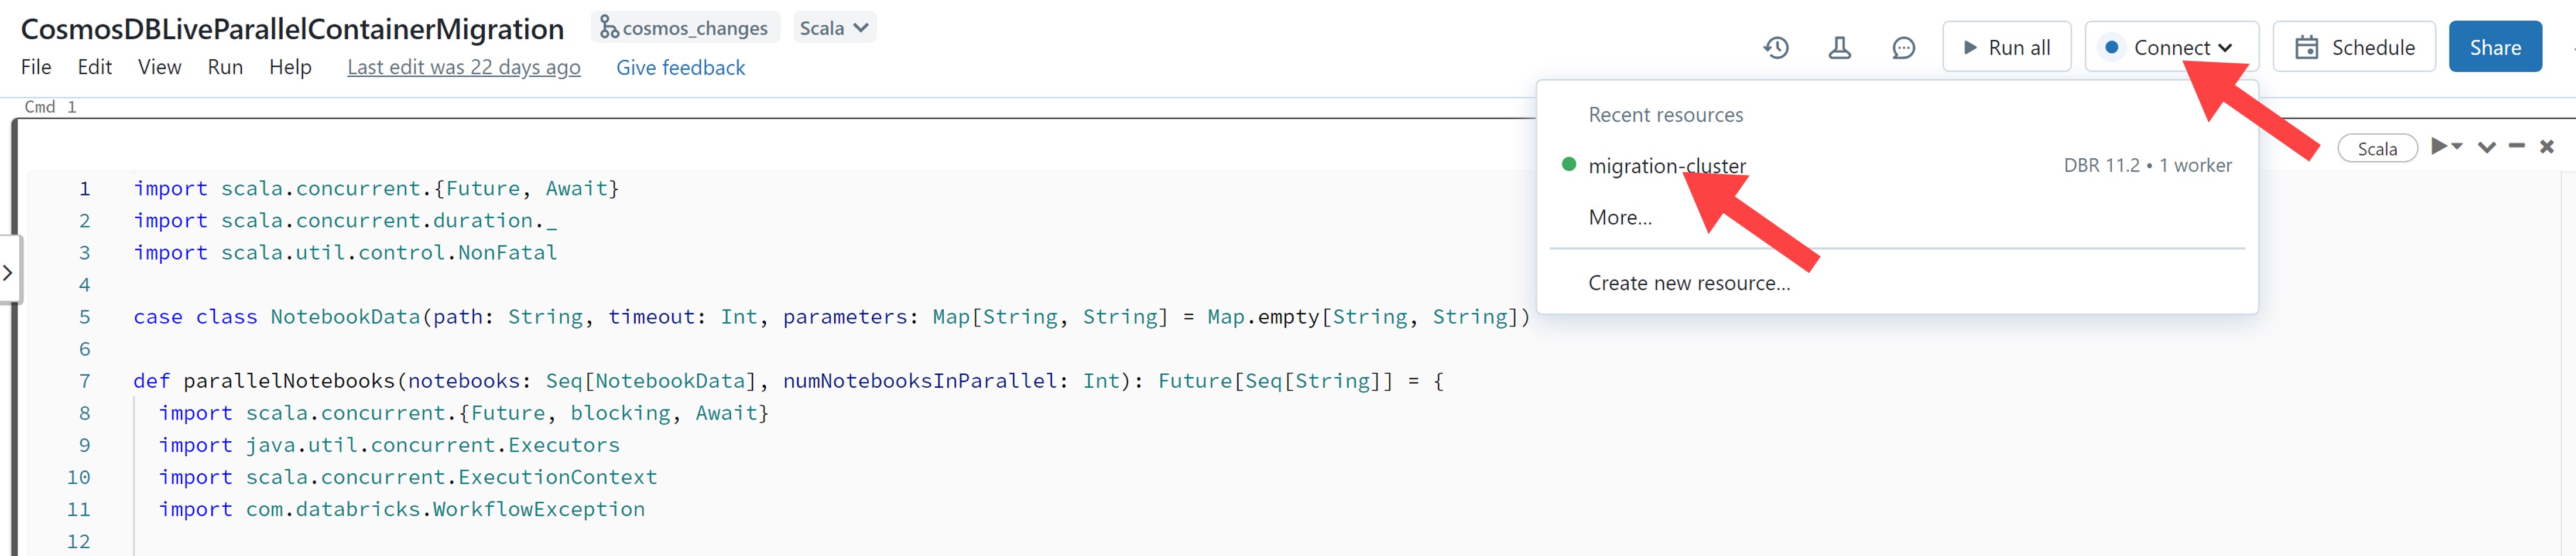 CosmosDBLiveParallelContainerMigration cosmos_changes Scala
File Edit View Run Help Last edit was 22 days ago Give feedback
Run all Connect Schedule Share
Cmd 1
Recent resources
migration-cluster DBR 11.2 • 1 worker
More...
Create new resource...
Scala
1 import scala.concurrent.{Future, Await}
2 import scala.concurrent.duration._
3 import scala.util.control.NonFatal
4
5 case class NotebookData(path: String, timeout: Int, parameters: Map[String, String] = Map.empty[String, String])
6
7 def parallelNotebooks(notebooks: Seq[NotebookData], numNotebooksInParallel: Int): Future[Seq[String]] = {
8 import scala.concurrent.{Future, blocking, Await}
9 import java.util.concurrent.Executors
10 import scala.concurrent.ExecutionContext
11 import com.databricks.WorkflowException
12